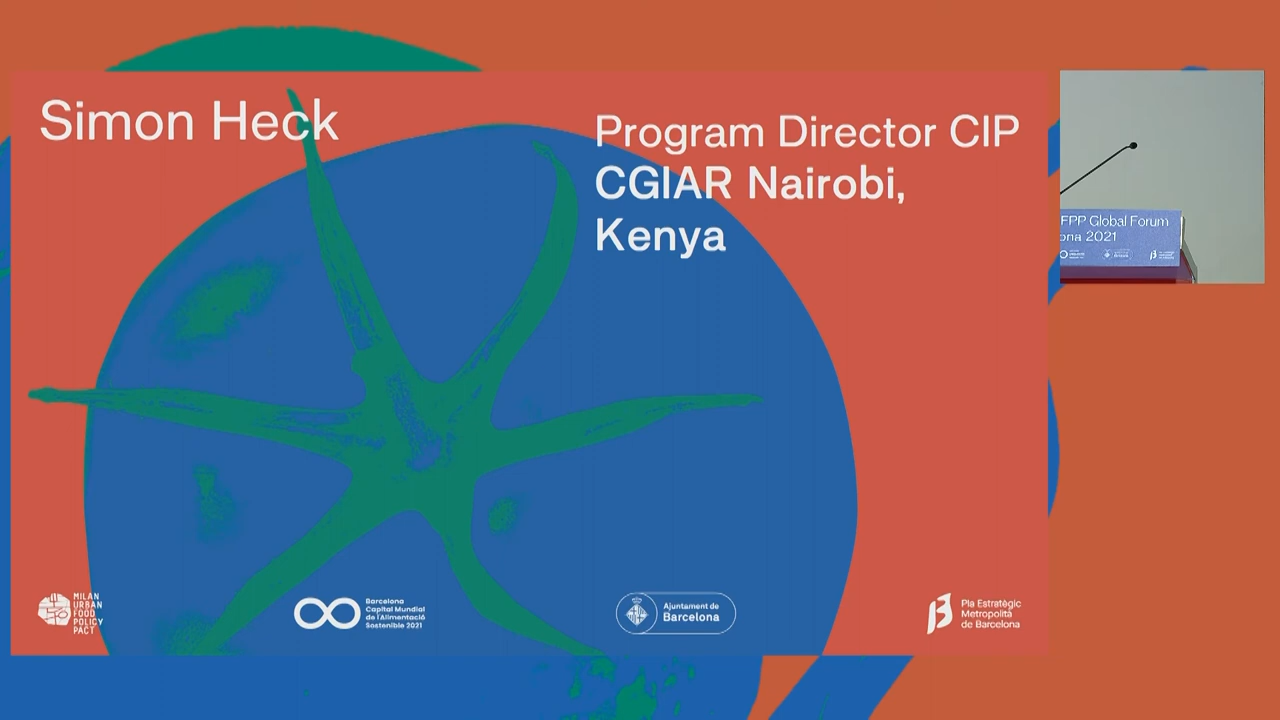 Simon Heck
Program Director CIP
CGIAR Nairobi,
Kenya
FPP Global Forum
ona 2021
MILAN
URBAN
FOOD
POLICY
PACT
Barcelona
Capital Mundial
de l'Alimentació
Sostenible 2021
Ajuntament de
Barcelona
Pla Estratègic
Metropolità
de Barcelona